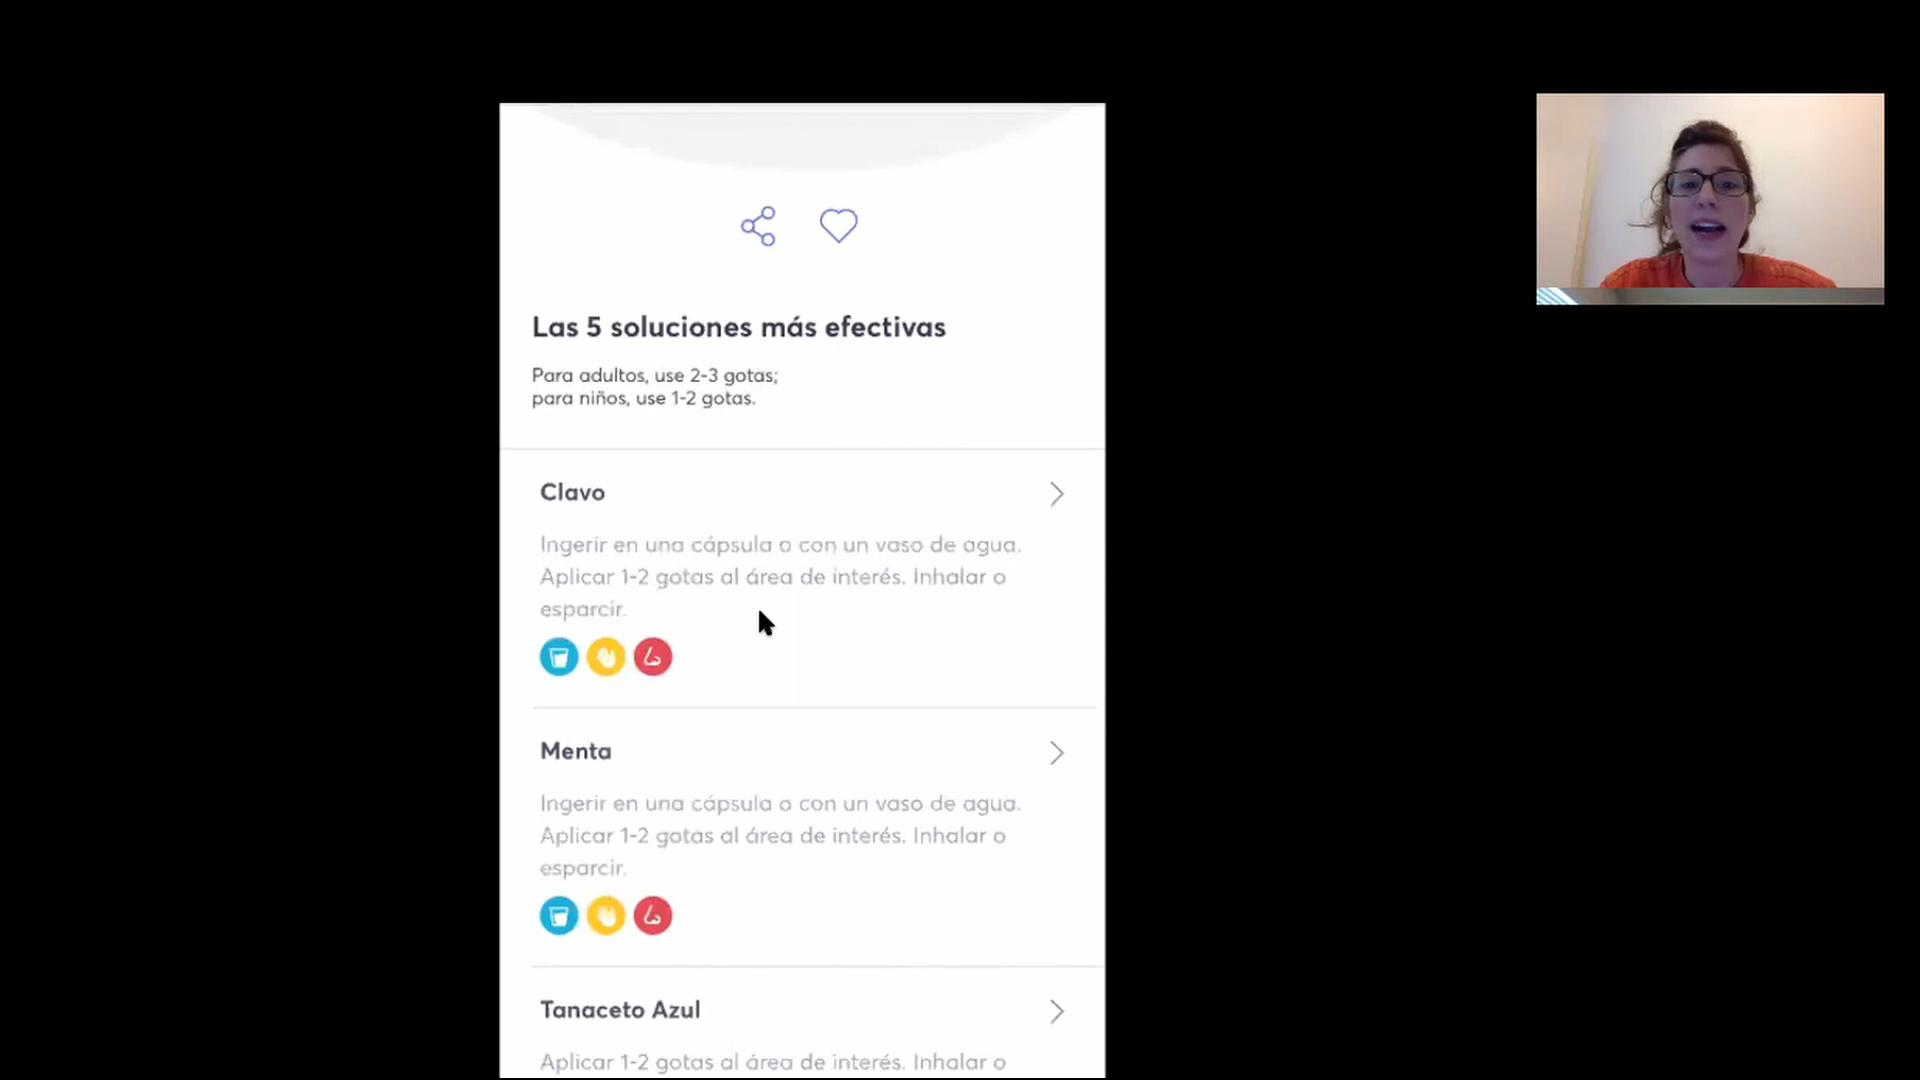 Las 5 soluciones más efectivas
Para adultos, use 2-3 gotas;
para niños, use 1-2 gotas.
Clavo
Ingerir en una cápsula o con un vaso de agua.
Aplicar 1-2 gotas al área de interés. Inhalar o
esparcir.
Menta
Ingerir en una cápsula o con un vaso de agua.
Aplicar 1-2 gotas al área de interés. Inhalar o
esparcir.
Tanaceto Azul
Aplicar 1-2 gotas al área de interés. Inhalar o